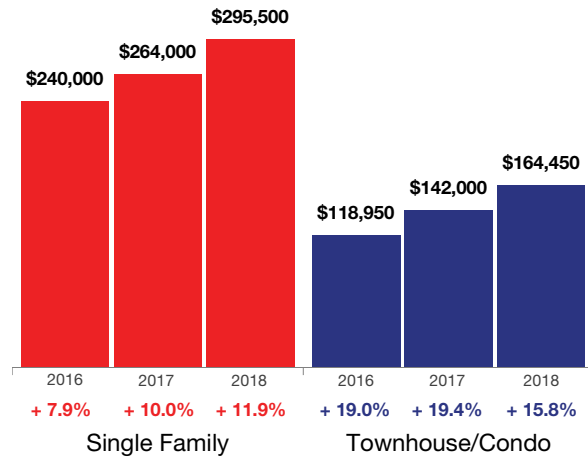 $295,500
$264,000
$240,000
$164,450
$142,000
$118,950
2016 2017 2018 2016 2017 2018
+ 7.9% + 10.0% + 11.9% + 19.0% + 19.4% + 15.8%
Single Family Townhouse/Condo